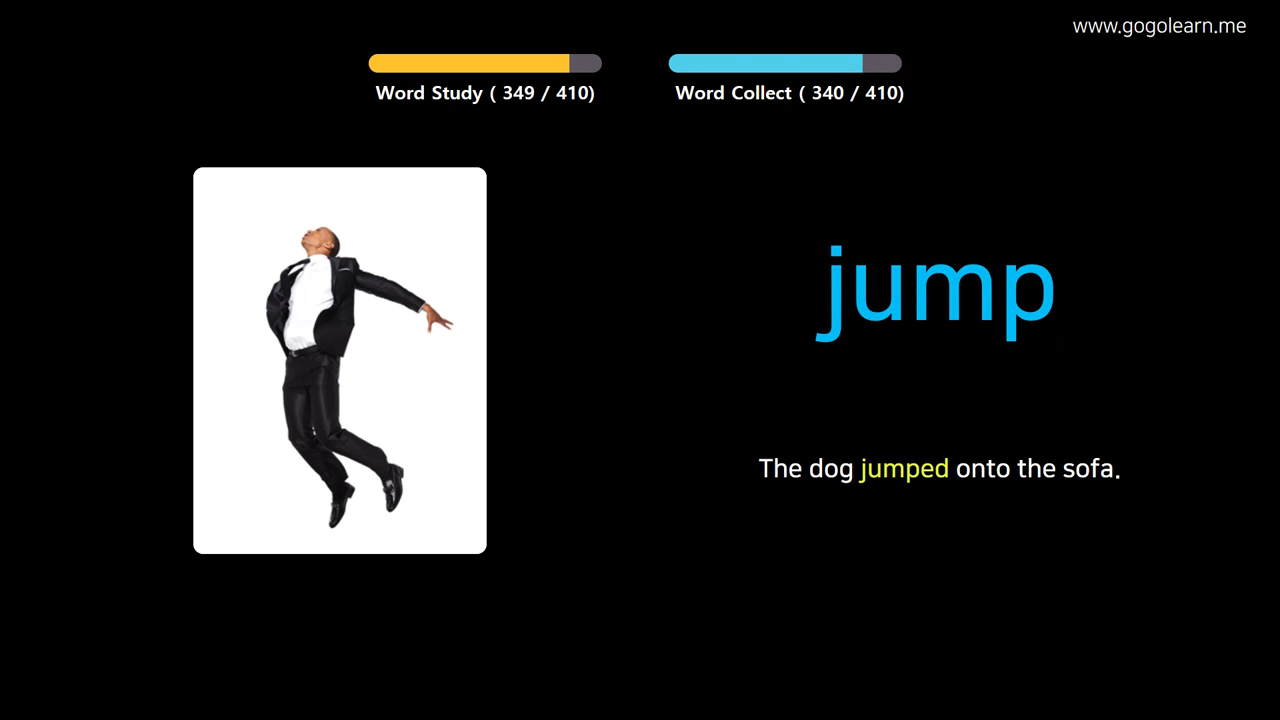 www.gogolearn.me
Word Study ( 349 / 410)
Word Collect ( 340 / 410)
jump
The dog jumped onto the sofa.